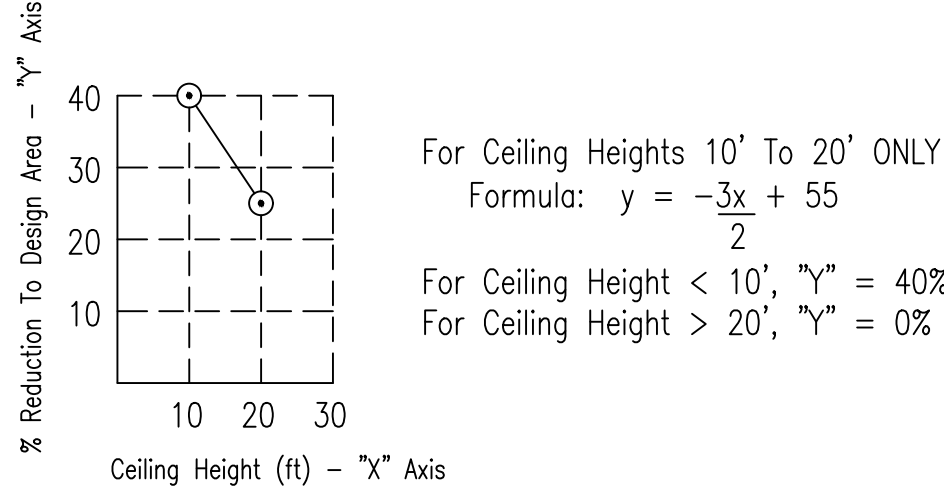 % Reduction To Design Area - "Y" Axis
40
30
20
10
10 20 30
Ceiling Height (ft) - "X" Axis
For Ceiling Heights 10' To 20' ONLY
Formula: y = -3x + 55
2
For Ceiling Height < 10', "Y" = 40%
For Ceiling Height > 20', "Y" = 0%